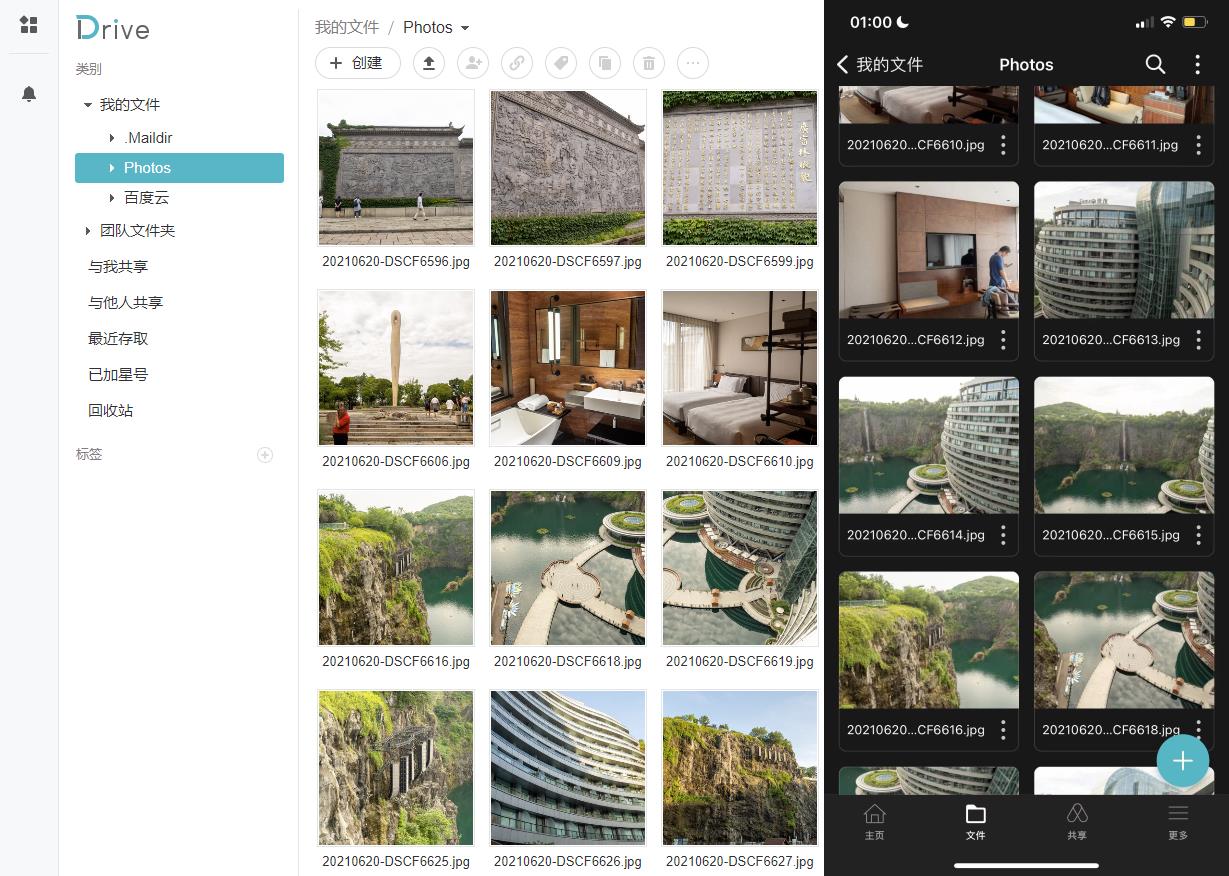 Drive
类别
我的文件
.Maildir
Photos
百度云
团队文件夹
与我共享
与他人共享
最近存取
已加星号
回收站
标签
我的文件 / Photos
+ 创建
20210620-DSCF6596.jpg
20210620-DSCF6597.jpg
20210620-DSCF6599.jpg
20210620-DSCF6606.jpg
20210620-DSCF6609.jpg
20210620-DSCF6610.jpg
20210620-DSCF6616.jpg
20210620-DSCF6618.jpg
20210620-DSCF6619.jpg
20210620-DSCF6625.jpg
20210620-DSCF6626.jpg
20210620-DSCF6627.jpg
01:00
我的文件
Photos
20210620...CF6610.jpg
20210620...CF6611.jpg
20210620...CF6612.jpg
20210620...CF6613.jpg
20210620...CF6614.jpg
20210620...CF6615.jpg
20210620...CF6616.jpg
20210620...CF6618.jpg
主页
文件
共享
更多